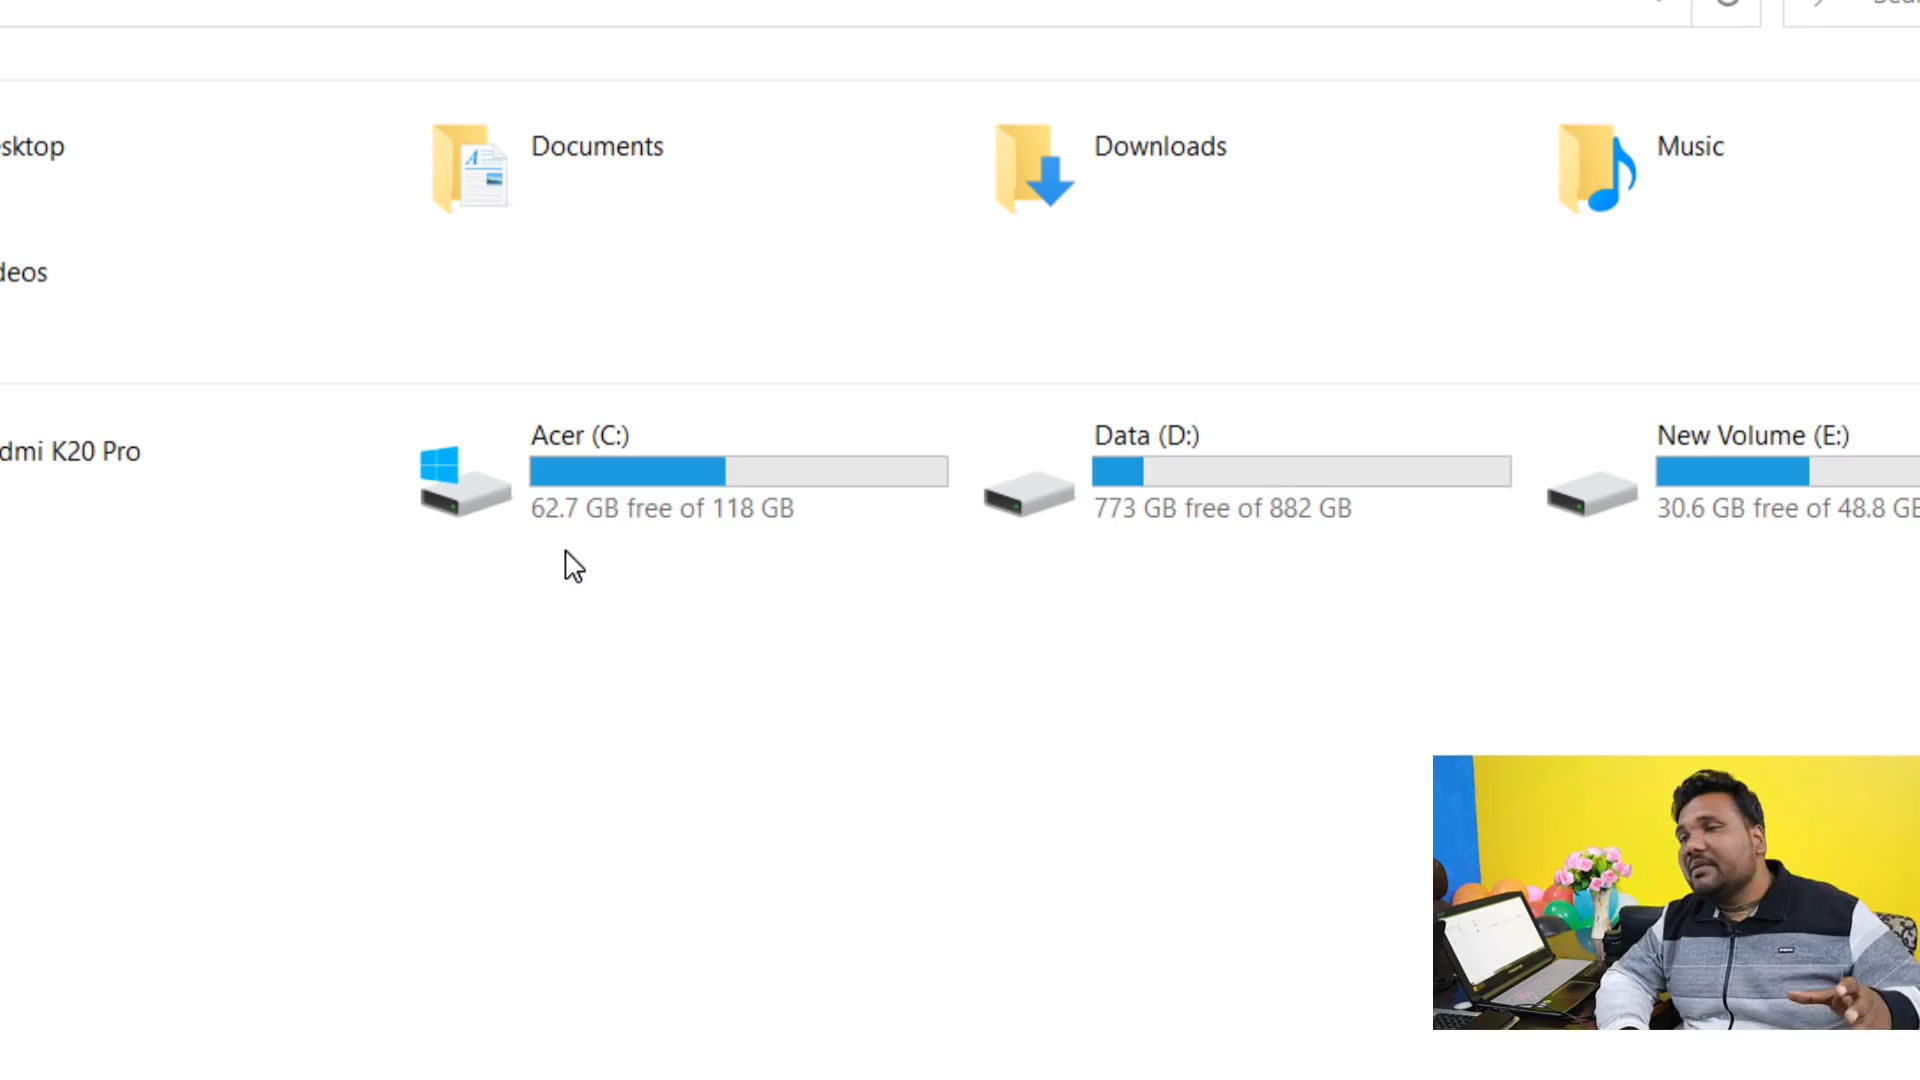 sktop
Documents
Downloads
Music
deos
dmi K20 Pro
Acer (C:)
62.7 GB free of 118 GB
Data (D:)
773 GB free of 882 GB
New Volume (E:)
30.6 GB free of 48.8 GB